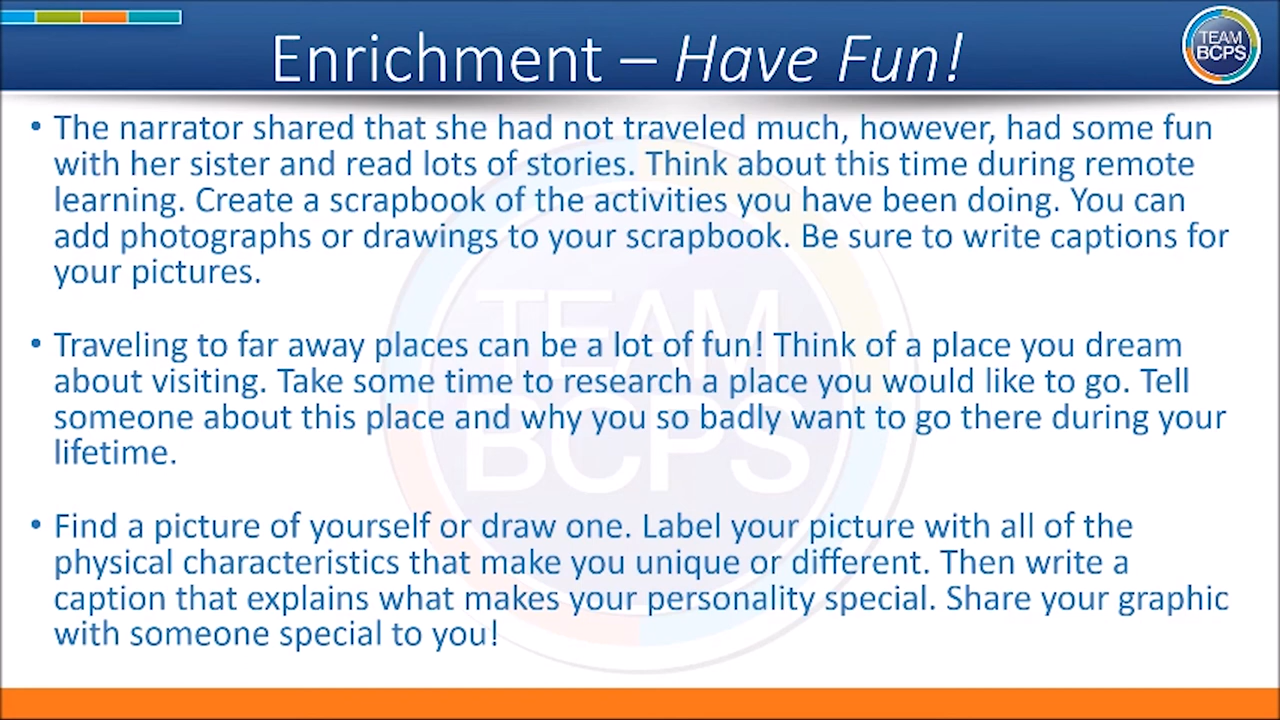 Enrichment – Have Fun!
TEAM
BCPS
• The narrator shared that she had not traveled much, however, had some fun
with her sister and read lots of stories. Think about this time during remote
learning. Create a scrapbook of the activities you have been doing. You can
add photographs or drawings to your scrapbook. Be sure to write captions for
your pictures.
• Traveling to far away places can be a lot of fun! Think of a place you dream
about visiting. Take some time to research a place you would like to go. Tell
someone about this place and why you so badly want to go there during your
lifetime.
• Find a picture of yourself or draw one. Label your picture with all of the
physical characteristics that make you unique or different. Then write a
caption that explains what makes your personality special. Share your graphic
with someone special to you!
TEAM
BCPS